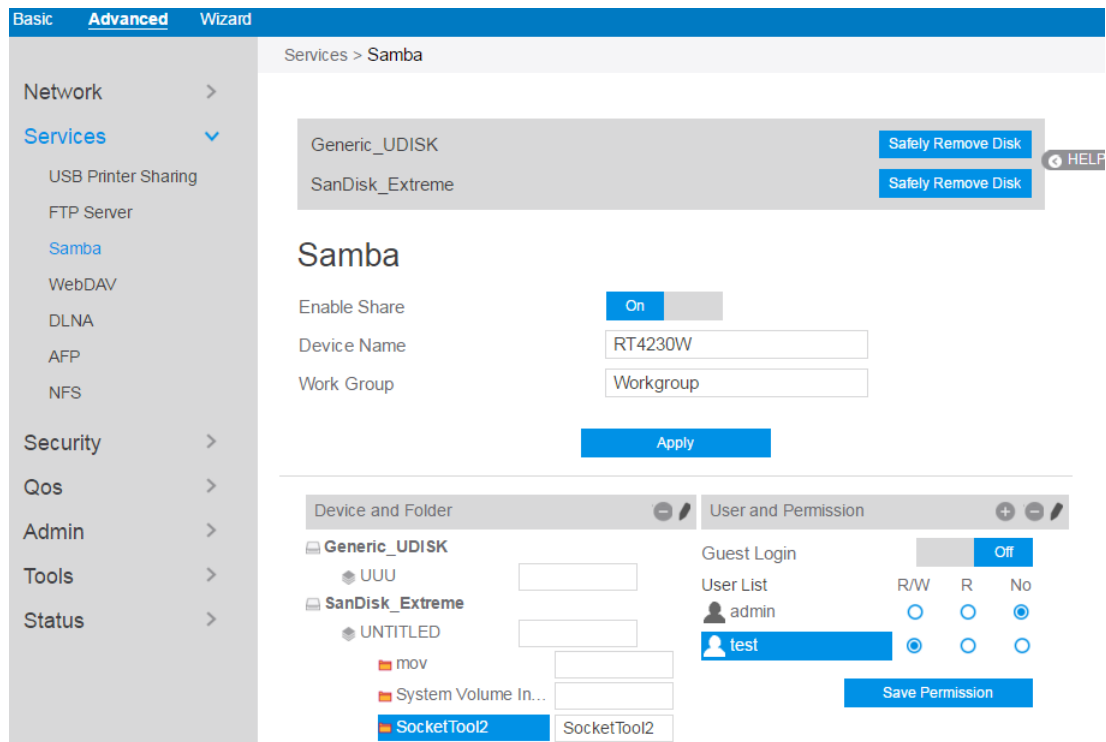 Basic Advanced Wizard
Services > Samba
Network
Services
USB Printer Sharing
FTP Server
Samba
WebDAV
DLNA
AFP
NFS
Security
Qos
Admin
Tools
Status
Generic_UDISK Safely Remove Disk
SanDisk_Extreme Safely Remove Disk
HELP
Samba
Enable Share On
Device Name RT4230W
Work Group Workgroup
Apply
Device and Folder
Generic_UDISK
UUU
SanDisk_Extreme
UNTITLED
mov
System Volume In...
SocketTool2 SocketTool2
User and Permission
Guest Login Off
User List R/W R No
admin
test
Save Permission